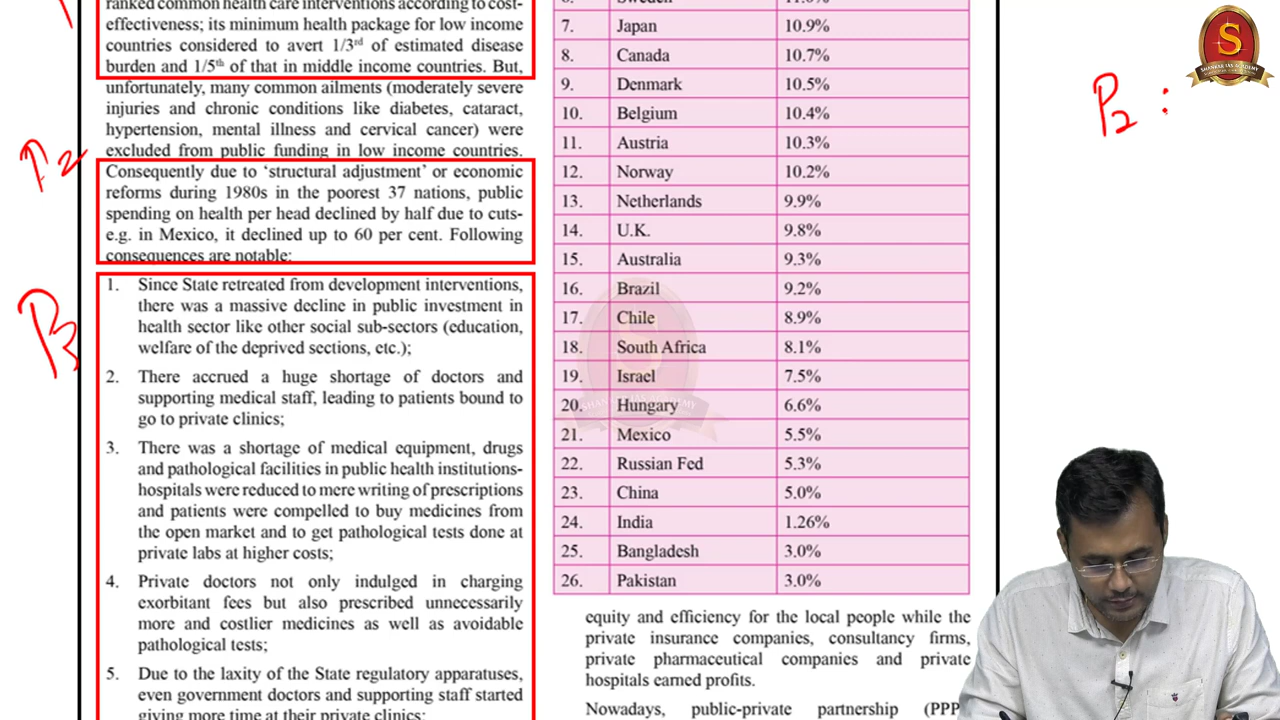 ranked common health care interventions according to cost-
effectiveness; its minimum health package for low income
countries considered to avert 1/3rd of estimated disease
burden and 1/5th of that in middle income countries. But,
unfortunately, many common ailments (moderately severe
injuries and chronic conditions like diabetes, cataract,
hypertension, mental illness and cervical cancer) were
excluded from public funding in low income countries.
Consequently due to ‘structural adjustment’ or economic
reforms during 1980s in the poorest 37 nations, public
spending on health per head declined by half due to cuts-
e.g. in Mexico, it declined up to 60 per cent. Following
consequences are notable:
1. Since State retreated from development interventions,
there was a massive decline in public investment in
health sector like other social sub-sectors (education,
welfare of the deprived sections, etc.);
2. There accrued a huge shortage of doctors and
supporting medical staff, leading to patients bound to
go to private clinics;
3. There was a shortage of medical equipment, drugs
and pathological facilities in public health institutions-
hospitals were reduced to mere writing of prescriptions
and patients were compelled to buy medicines from
the open market and to get pathological tests done at
private labs at higher costs;
4. Private doctors not only indulged in charging
exorbitant fees but also prescribed unnecessarily
more and costlier medicines as well as avoidable
pathological tests;
5. Due to the laxity of the State regulatory apparatuses,
even government doctors and supporting staff started
giving more time at their private clinics;
7. Japan 10.9%
8. Canada 10.7%
9. Denmark 10.5%
10. Belgium 10.4%
11. Austria 10.3%
12. Norway 10.2%
13. Netherlands 9.9%
14. U.K. 9.8%
15. Australia 9.3%
16. Brazil 9.2%
17. Chile 8.9%
18. South Africa 8.1%
19. Israel 7.5%
20. Hungary 6.6%
21. Mexico 5.5%
22. Russian Fed 5.3%
23. China 5.0%
24. India 1.26%
25. Bangladesh 3.0%
26. Pakistan 3.0%
equity and efficiency for the local people while the
private insurance companies, consultancy firms,
private pharmaceutical companies and private
hospitals earned profits.
Nowadays, public-private partnership (PPP
P2 :
S
SHANKAR IAS ACADEMY